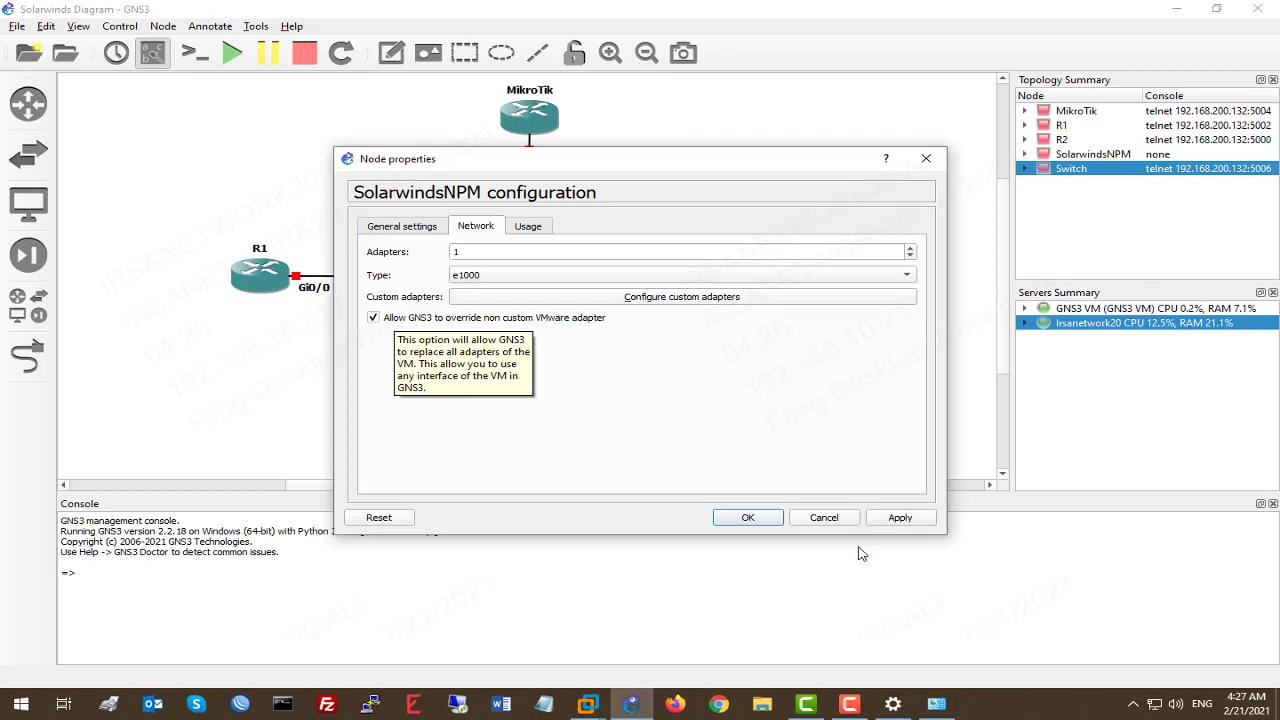 Solarwinds Diagram - GNS3
File Edit View Control Node Annotate Tools Help
MikroTik
R1
Gi0/0
Topology Summary
Node Console
MikroTik telnet 192.168.200.132:5004
R1 telnet 192.168.200.132:5002
R2 telnet 192.168.200.132:5000
SolarwindsNPM none
Switch telnet 192.168.200.132:5006
Servers Summary
GNS3 VM (GNS3 VM) CPU 0.2%, RAM 7.1%
Irsanetwork20 CPU 12.5%, RAM 21.1%
Node properties
?
SolarwindsNPM configuration
General settings Network Usage
Adapters: 1
Type: e1000
Custom adapters: Configure custom adapters
Allow GNS3 to override non custom VMware adapter
This option will allow GNS3
to replace all adapters of the
VM. This allow you to use
any interface of the VM in
GNS3.
Reset OK Cancel Apply
Console
GNS3 management console.
Running GNS3 version 2.2.18 on Windows (64-bit) with Python
Copyright (c) 2006-2021 GNS3 Technologies.
Use Help -> GNS3 Doctor to detect common issues.
=>
ENG
4:27 AM
2/21/2021